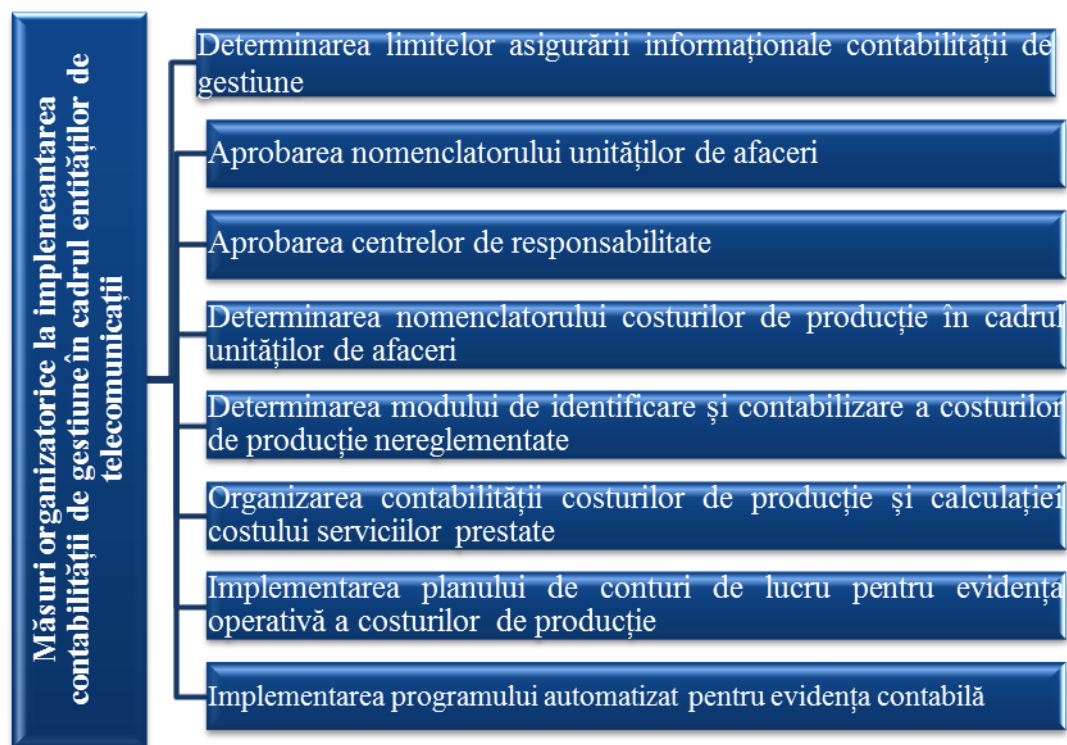 Măsuri organizatorice la implemeantarea
contabilității de gestiune în cadrul entităților de
telecomunicații
Determinarea limitelor asigurării informaționale contabilității de
gestiune
Aprobarea nomenclatorului unităților de afaceri
Aprobarea centrelor de responsabilitate
Determinarea nomenclatorului costurilor de producție în cadrul
unităților de afaceri
Determinarea modului de identificare și contabilizare a costurilor
de producție nereglementate
Organizarea contabilității costurilor de producție și calculației
costului serviciilor prestate
Implementarea planului de conturi de lucru pentru evidența
operativă a costurilor de producție
Implementarea programului automatizat pentru evidența contabilă